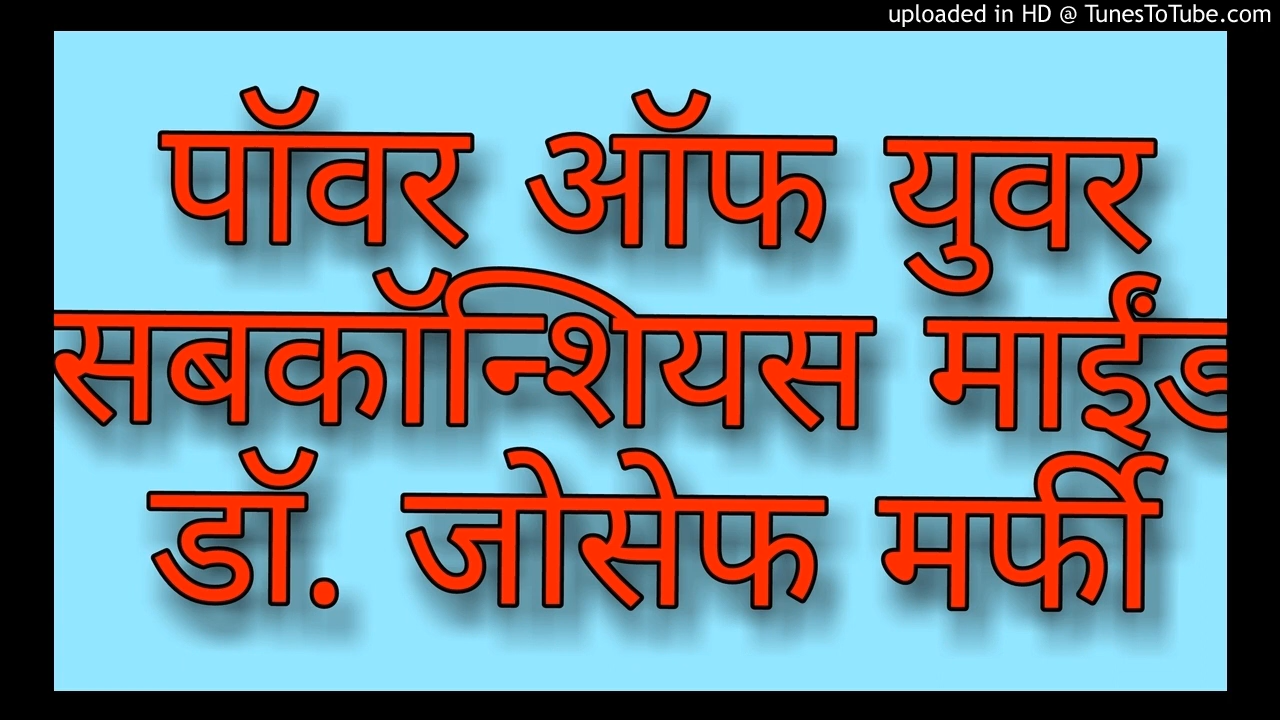 uploaded in HD @ TunesToTube.com
पॉवर ऑफ युवर
सबकॉन्शियस माईंड
डॉ. जोसेफ मर्फी